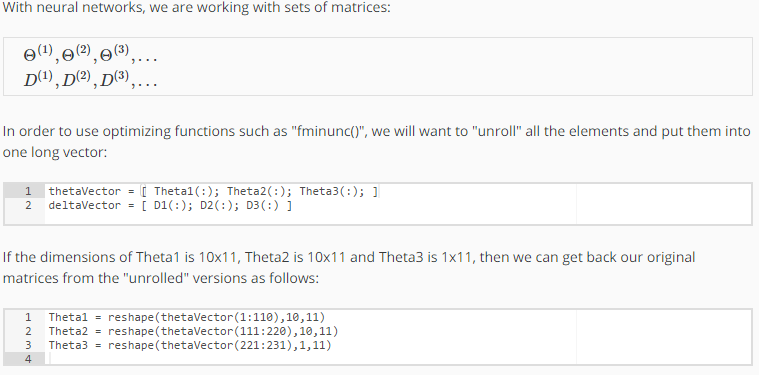 With neural networks, we are working with sets of matrices:
Θ(1), Θ(2), Θ(3), ...
D(1), D(2), D(3), ...
In order to use optimizing functions such as "fminunc()", we will want to "unroll" all the elements and put them into
one long vector:
1 thetaVector = [ Theta1(:); Theta2(:); Theta3(:); ]
2 deltaVector = [ D1(:); D2(:); D3(:) ]
If the dimensions of Theta1 is 10x11, Theta2 is 10x11 and Theta3 is 1x11, then we can get back our original
matrices from the "unrolled" versions as follows:
1 Theta1 = reshape(thetaVector(1:110),10,11)
2 Theta2 = reshape(thetaVector(111:220),10,11)
3 Theta3 = reshape(thetaVector(221:231),1,11)
4